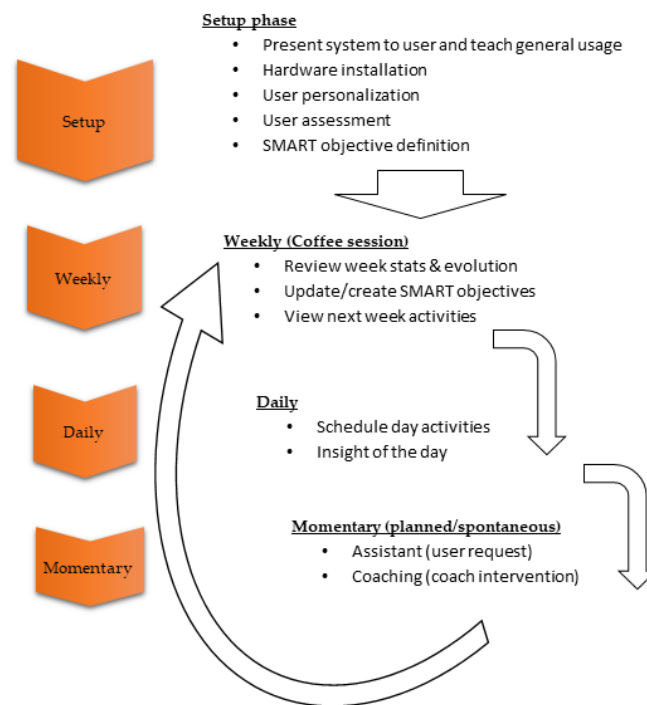 Setup phase
• Present system to user and teach general usage
• Hardware installation
• User personalization
• User assessment
• SMART objective definition
Setup
Weekly (Coffee session)
• Review week stats & evolution
• Update/create SMART objectives
• View next week activities
Weekly
Daily
• Schedule day activities
• Insight of the day
Daily
Momentary (planned/spontaneous)
• Assistant (user request)
• Coaching (coach intervention)
Momentary